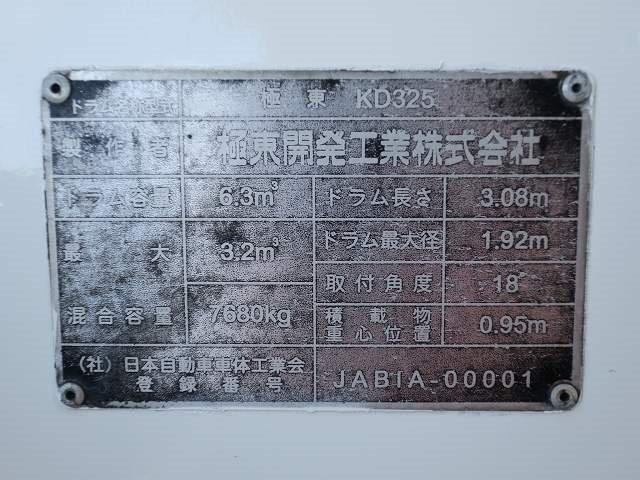 ドラム名称型式 極東 KD325
製作者 極東開発工業株式会社
ドラム容量 6.3m³ ドラム長さ 3.08m
最大 3.2m³ ドラム最大径 1.92m
取付角度 18°
混合容量 7680kg 積載物重心位置 0.95m
(社)日本自動車車体工業会
登録番号 JABIA-00001